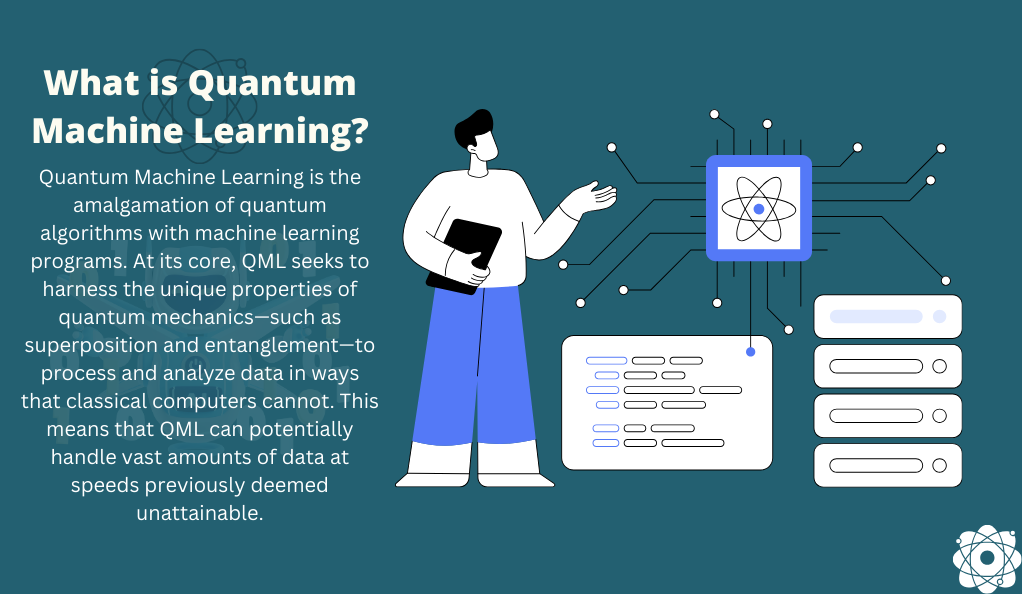 What is Quantum
Machine Learning?
Quantum Machine Learning is the
amalgamation of quantum
algorithms with machine learning
programs. At its core, QML seeks to
harness the unique properties of
quantum mechanics—such as
superposition and entanglement—to
process and analyze data in ways
that classical computers cannot. This
means that QML can potentially
handle vast amounts of data at
speeds previously deemed
unattainable.